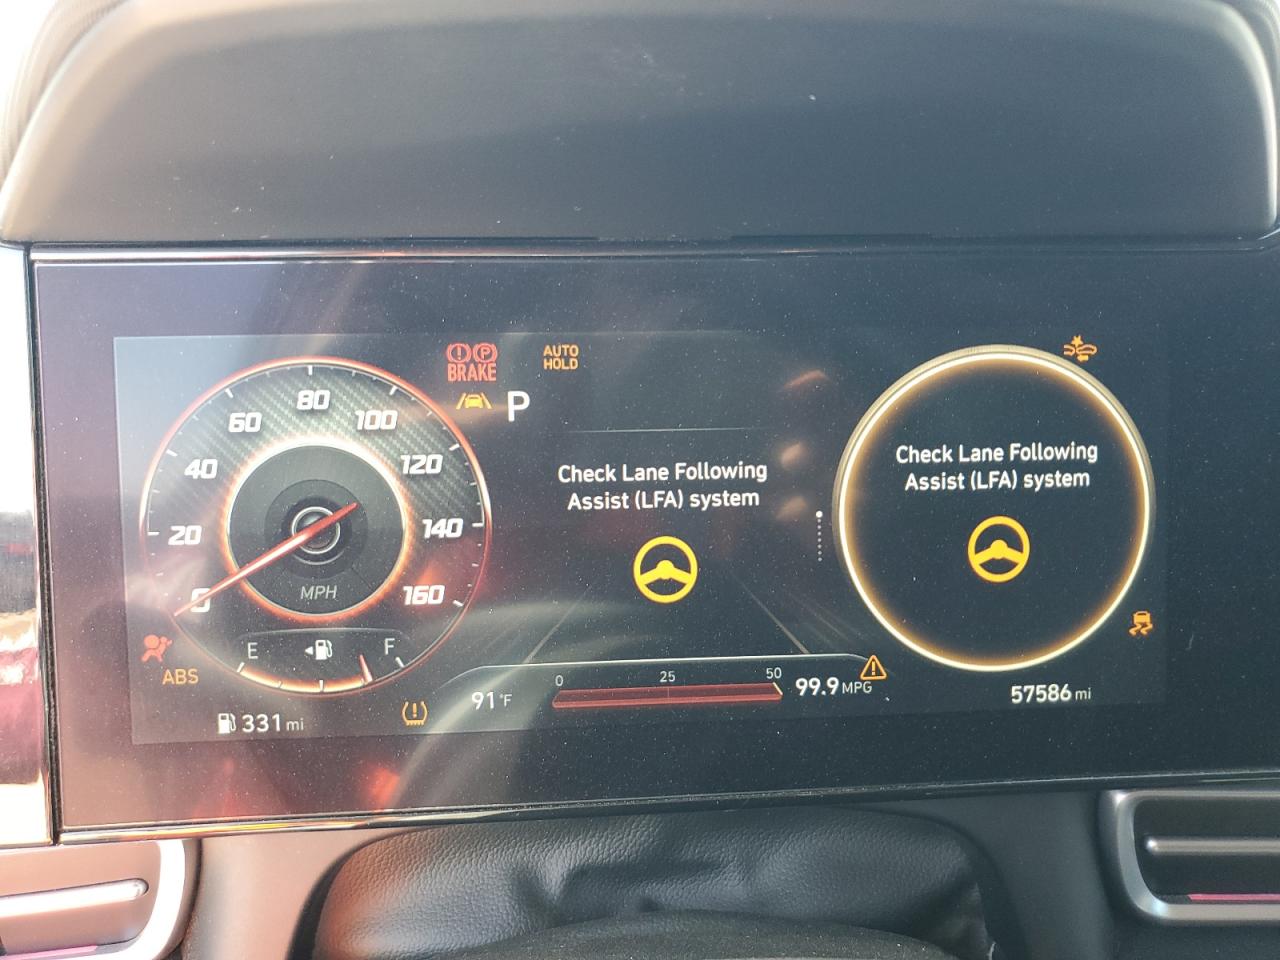 BRAKE
AUTO
HOLD
P
0
20
40
60
80
100
120
140
160
MPH
E
F
ABS
331 mi
Check Lane Following
Assist (LFA) system
Check Lane Following
Assist (LFA) system
91°F
0
25
50
99.9 MPG
57586 mi